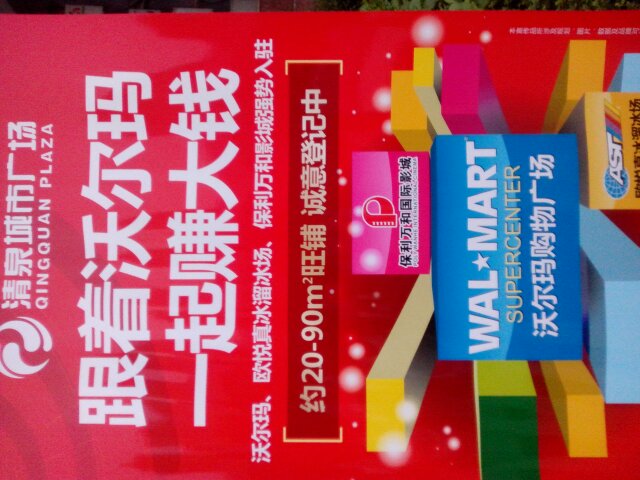 清泉城市广场
QINGQUAN PLAZA
跟着沃尔玛
一起赚大钱
沃尔玛、欧悦真冰溜冰场、保利万和影城强势入驻
约20-90m²旺铺 诚意登记中
保利万和国际影城
WAL★MART
SUPERCENTER
沃尔玛购物广场
AST